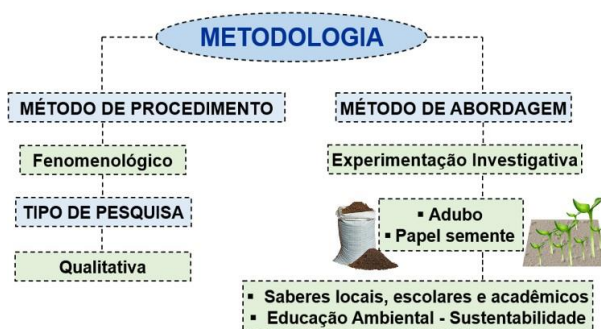 METODOLOGIA
MÉTODO DE PROCEDIMENTO
Fenomenológico
TIPO DE PESQUISA
Qualitativa
MÉTODO DE ABORDAGEM
Experimentação Investigativa
▪ Adubo
▪ Papel semente
▪ Saberes locais, escolares e acadêmicos
▪ Educação Ambiental - Sustentabilidade